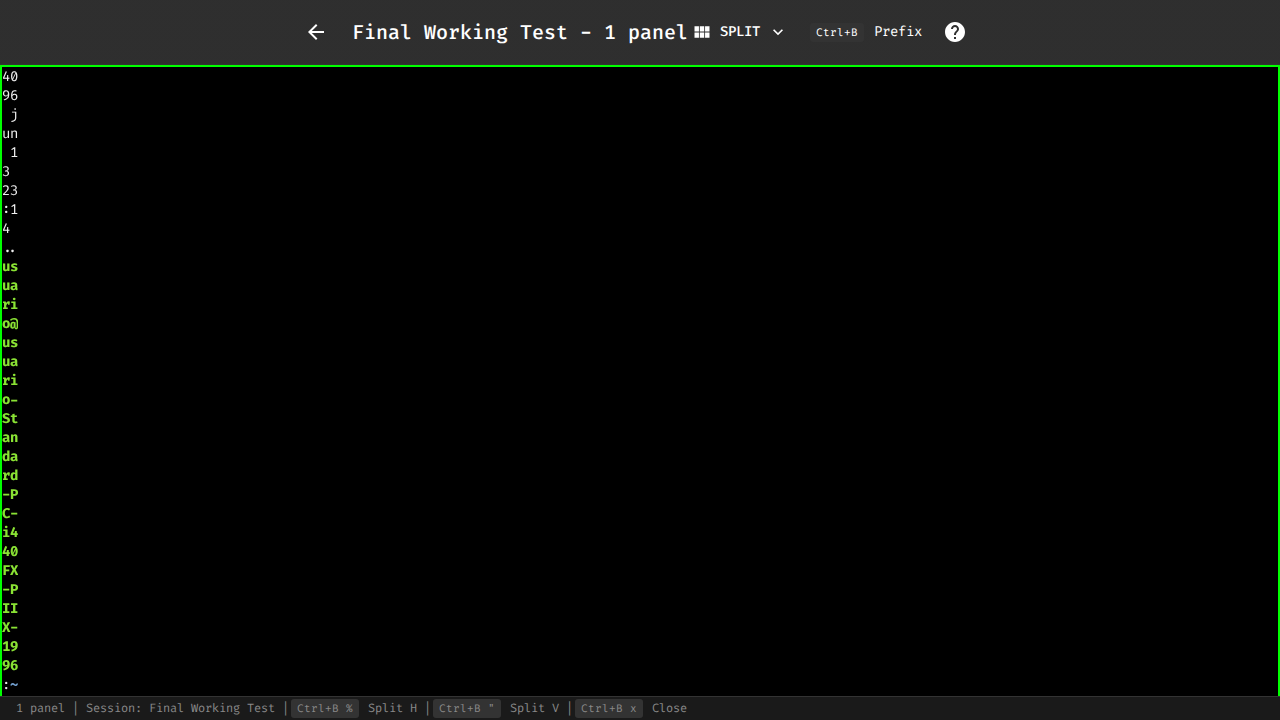 Final Working Test - 1 panel SPLIT Ctrl+B Prefix ?
40
96
 j
un
 1
3
23
:1
4
..
us
ua
ri
o@
us
ua
ri
o-
St
an
da
rd
-P
C-
i4
40
FX
-P
II
X-
19
96
:~
1 panel | Session: Final Working Test | Ctrl+B % Split H | Ctrl+B " Split V | Ctrl+B x Close